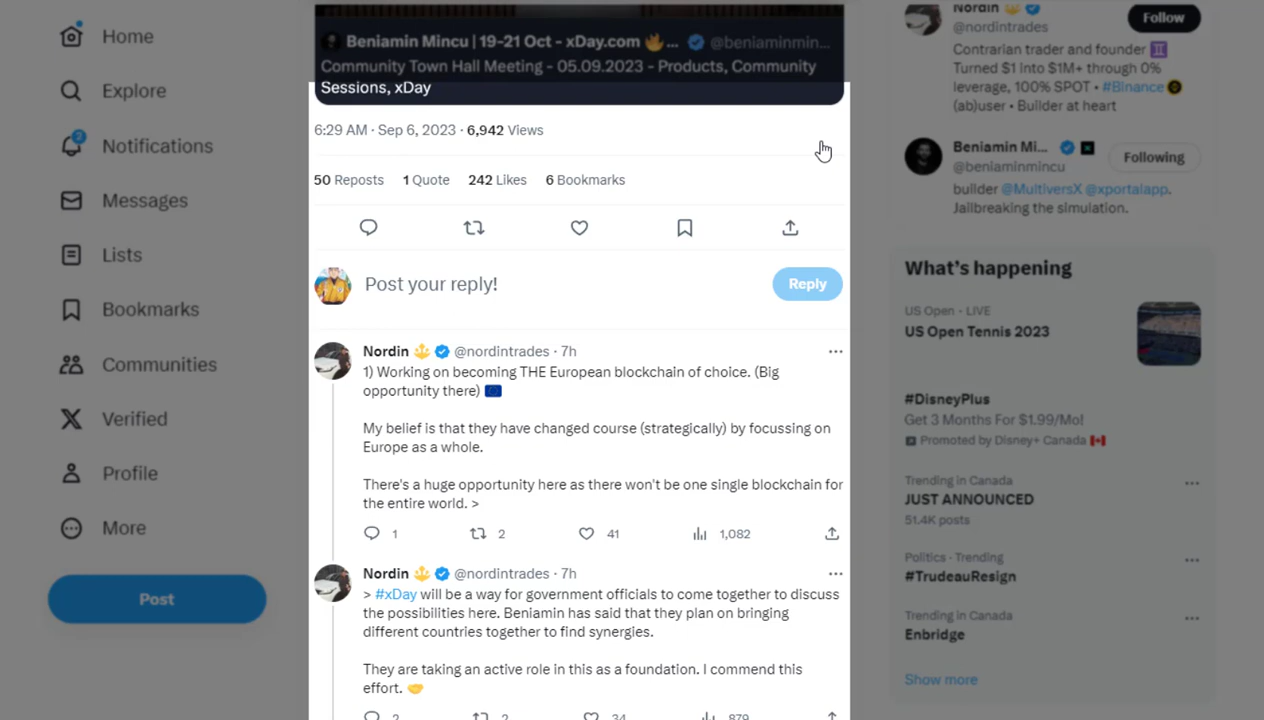 Home
Explore
2
Notifications
Messages
Lists
Bookmarks
Communities
Verified
Profile
More
Post
Beniamin Mincu | 19-21 Oct - xDay.com 🔥... @beniaminmin...
Community Town Hall Meeting - 05.09.2023 - Products, Community
Sessions, xDay
6:29 AM · Sep 6, 2023 · 6,942 Views
50 Reposts 1 Quote 242 Likes 6 Bookmarks
Post your reply!
Reply
Nordin @nordintrades · 7h
1) Working on becoming THE European blockchain of choice. (Big
opportunity there) 🇪🇺
My belief is that they have changed course (strategically) by focussing on
Europe as a whole.
There's a huge opportunity here as there won't be one single blockchain for
the entire world. >
1 2 41 1,082
Nordin @nordintrades · 7h
> #xDay will be a way for government officials to come together to discuss
the possibilities here. Beniamin has said that they plan on bringing
different countries together to find synergies.
They are taking an active role in this as a foundation. I commend this
effort. 🤝
2 2 34 879
Nordin
@nordintrades
Follow
Contrarian trader and founder ♊
Turned $1 into $1M+ through 0%
leverage, 100% SPOT • #Binance
(ab)user • Builder at heart
Beniamin Mi...
@beniaminmincu
Following
builder @MultiversX @xportalapp.
Jailbreaking the simulation.
What's happening
US Open · LIVE
US Open Tennis 2023
#DisneyPlus
Get 3 Months For $1.99/Mo!
Promoted by Disney+ Canada 🇨🇦
Trending in Canada
JUST ANNOUNCED
51.4K posts
Politics · Trending
#TrudeauResign
Trending in Canada
Enbridge
Show more